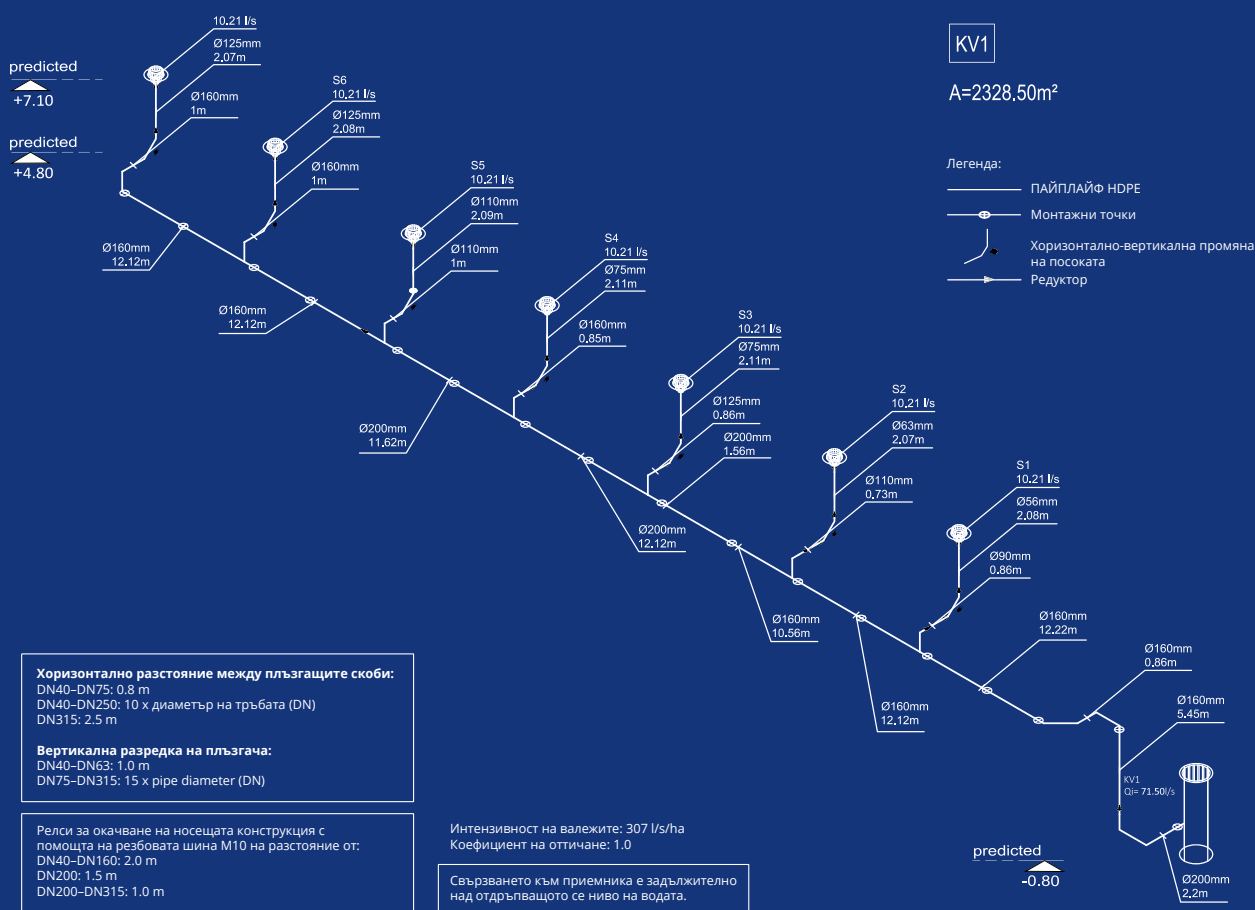 10.21 l/s
Ø125mm
2.07m
predicted
+7.10
Ø160mm
1m
predicted
+4.80
S6
10.21 l/s
Ø125mm
2.08m
Ø160mm
1m
S5
10.21 l/s
Ø110mm
2.09m
Ø110mm
1m
S4
10.21 l/s
Ø75mm
2.11m
Ø160mm
0.85m
S3
10.21 l/s
Ø75mm
2.11m
Ø125mm
0.86m
Ø200mm
1.56m
S2
10.21 l/s
Ø63mm
2.07m
Ø110mm
0.73m
S1
10.21 l/s
Ø56mm
2.08m
Ø90mm
0.86m
Ø160mm
12.12m
Ø160mm
12.12m
Ø200mm
11.62m
Ø200mm
12.12m
Ø160mm
10.56m
Ø160mm
12.12m
Ø160mm
12.22m
Ø160mm
0.86m
Ø160mm
5.45m
KV1
Qi= 71.50l/s
predicted
-0.80
Ø200mm
2.2m
KV1
A=2328.50m²
Легенда:
ПАЙПЛАЙФ HDPE
Монтажни точки
Хоризонтално-вертикална промяна
на посоката
Редуктор
Хоризонтално разстояние между плъзгащите скоби:
DN40–DN75: 0.8 m
DN40–DN250: 10 x диаметър на тръбата (DN)
DN315: 2.5 m
Вертикална разредка на плъзгача:
DN40–DN63: 1.0 m
DN75–DN315: 15 x pipe diameter (DN)
Релси за окачване на носещата конструкция с
помощта на резбовата шина М10 на разстояние от:
DN40–DN160: 2.0 m
DN200: 1.5 m
DN200–DN315: 1.0 m
Интензивност на валежите: 307 l/s/ha
Коефициент на оттичане: 1.0
Свързването към приемника е задължително
над отдръпващото се ниво на водата.